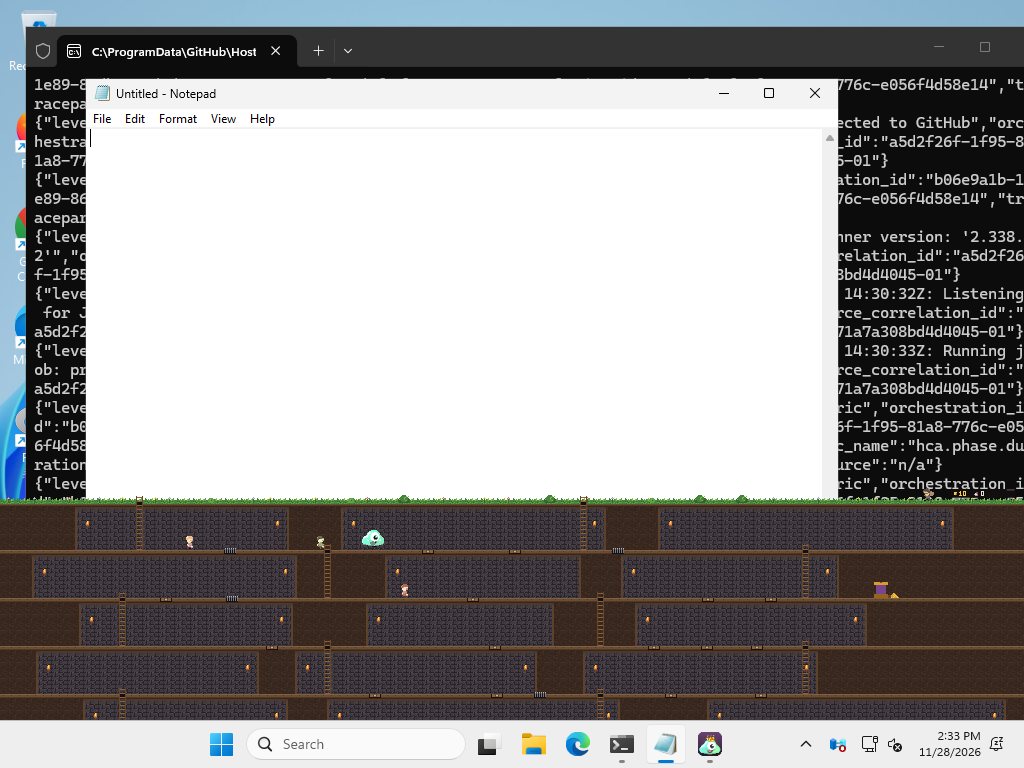 C:\ProgramData\GitHub\Host
Untitled - Notepad
File Edit Format View Help
racepa
{"leve
hestra
1a8-77
{"leve
e89-86
acepar
{"leve
2'","o
f-1f95
{"leve
for J
a5d2f2
{"leve
ob: pr
a5d2f2
{"leve
d":"b0
6f4d58
ration
{"leve
776c-e056f4d58e14","t
ected to GitHub","orc
_id":"a5d2f26f-1f95-8
5-01"}
ation_id":"b06e9a1b-1
76c-e056f4d58e14","tr
nner version: '2.338.
relation_id":"a5d2f26
8bd4d4045-01"}
14:30:32Z: Listening
rce_correlation_id":"
71a7a308bd4d4045-01"}
14:30:33Z: Running j
rce_correlation_id":"
71a7a308bd4d4045-01"}
ric","orchestration_i
6f-1f95-81a8-776c-e05
c_name":"hca.phase.du
urce":"n/a"}
ric","orchestration_i
Search
2:33 PM
11/28/2026